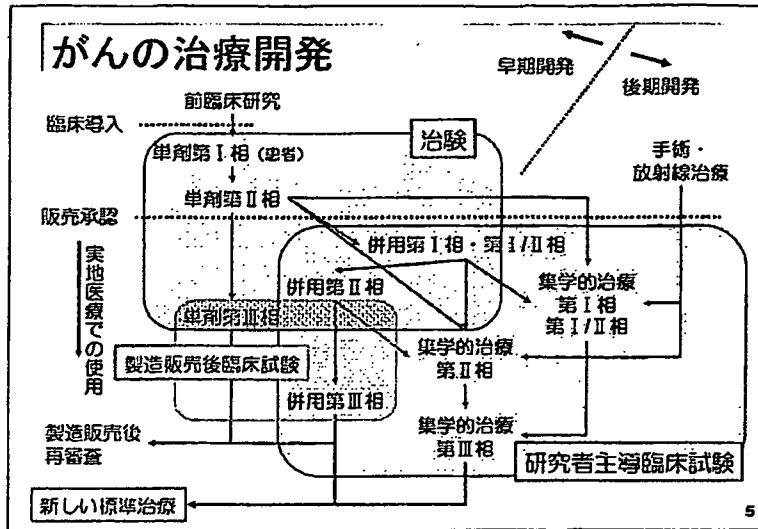 がんの治療開発
早期開発
後期開発
前臨床研究
臨床導入
治験
単剤第Ⅰ相 (患者)
手術・
放射線治療
単剤第Ⅱ相
販売承認
併用第Ⅰ相・第Ⅰ/Ⅱ相
実地医療での使用
併用第Ⅱ相
集学的治療
第Ⅰ相
第Ⅰ/Ⅱ相
単剤第Ⅲ相
集学的治療
第Ⅱ相
製造販売後臨床試験
併用第Ⅲ相
集学的治療
第Ⅲ相
製造販売後
再審査
研究者主導臨床試験
新しい標準治療
5